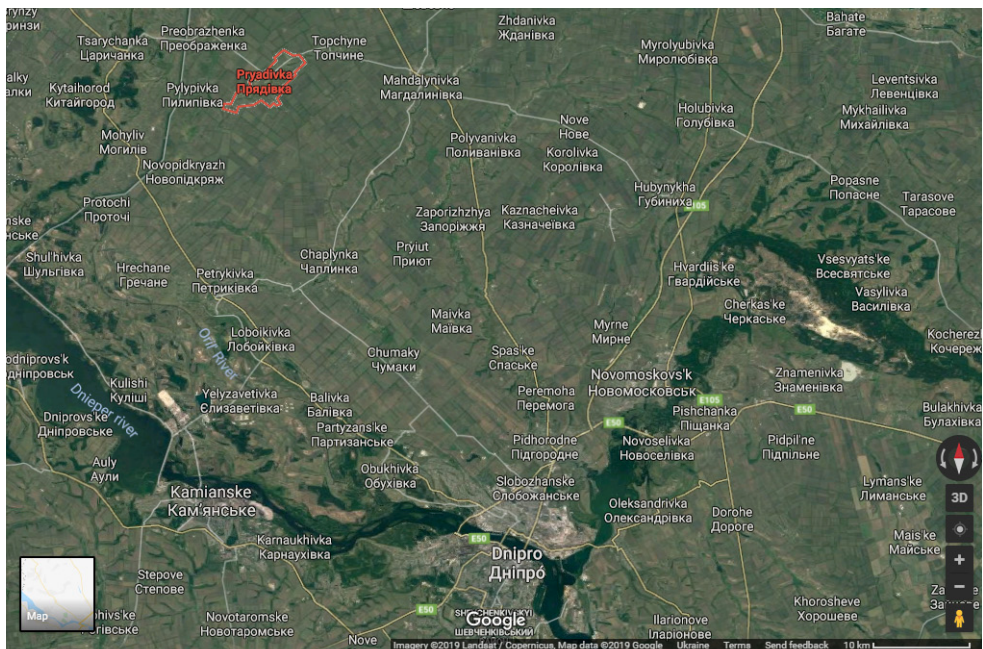 Zhdanivka
Жданівка
Bahate
Багате
Tsarychanka
Царичанка
Preobrazhenka
Преображенка
Topchyne
Топчине
Myrolyubivka
Миролюбівка
Pryadivka
Прядівка
Mahdalynivka
Магдалинівка
Leventsivka
Левенцівка
Kytaihorod
Китайгород
Pylypivka
Пилипівка
Holubivka
Голубівка
Mykhailivka
Михайлівка
Mohyliv
Могилів
Nove
Нове
Polyvanivka
Поливанівка
Korolivka
Королівка
Novopidkryazh
Новопідкряж
Hubynykha
Губиниха
Popasne
Попасне
Tarasove
Тарасове
Protochi
Проточі
E105
Zaporizhzhya
Запоріжжя
Kaznacheivka
Казначеївка
Shul'hivka
Шульгівка
Hrechane
Гречане
Petrykivka
Петриківка
Chaplynka
Чаплинка
Pryiut
Приют
Hvardiis'ke
Гвардійське
Vsesvyats'ke
Всесвятське
Vasylivka
Василівка
Cherkas'ke
Черкаське
Maivka
Маївка
Myrne
Мирне
Loboikivka
Лобойківка
Oril' River
Chumaky
Чумаки
Spas'ke
Спаське
Kulishi
Куліші
Dnieper river
Yelyzavetivka
Єлизаветівка
Novomoskovs'k
Новомосковськ
Znamenivka
Знаменівка
Peremoha
Перемога
E105
Balivka
Балівка
Dniprovs'ke
Дніпровське
Partyzans'ke
Партизанське
Pishchanka
Піщанка
E50
Bulakhivka
Булахівка
E50
Pidhorodne
Підгородне
Novoselivka
Новоселівка
Pidpil'ne
Підпільне
Auly
Аули
Obukhivka
Обухівка
Slobozhans'ke
Слобожанське
Lymans'ke
Лиманське
3D
Kamianske
Кам'янське
Oleksandrivka
Олександрівка
Dorohe
Дороге
Karnaukhivka
Карнаухівка
E50
Mais'ke
Майське
Dnipro
Дніпро
+
−
Stepove
Степове
Map
E50
Novotaromske
Новотаромське
Google
ШЕВЧЕНКІВСЬКИЙ
Ilarionove
Іларіонове
Khorosheve
Хорошеве
Nove
Imagery ©2019 Landsat / Copernicus, Map data ©2019 Google Ukraine Terms Send feedback 10 km